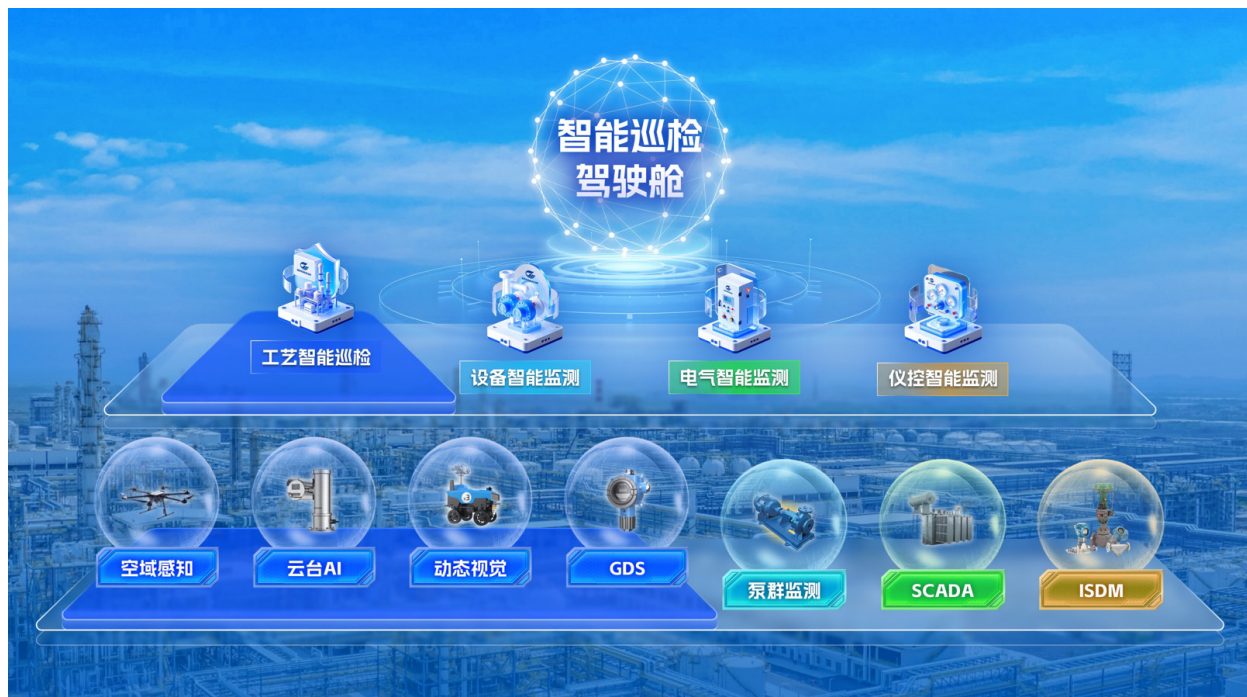 智能巡检
驾驶舱
工艺智能巡检
设备智能监测
电气智能监测
仪控智能监测
空域感知
云台AI
动态视觉
GDS
泵群监测
SCADA
ISDM